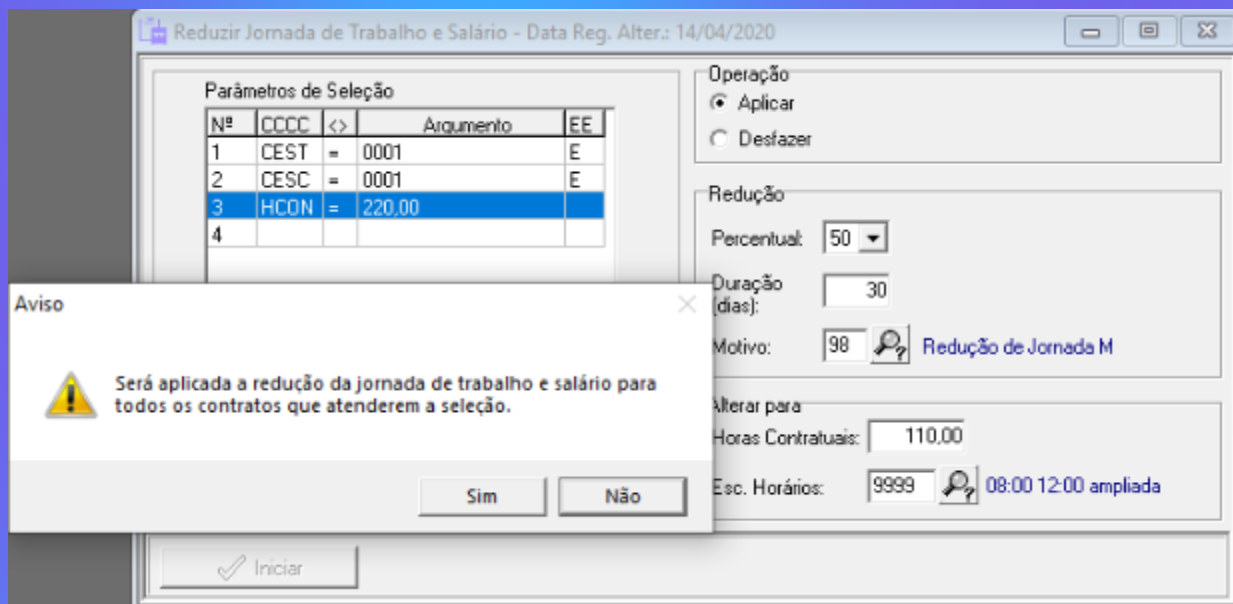 Reduzir Jornada de Trabalho e Salário - Data Reg. Alter.: 14/04/2020
Parâmetros de Seleção
Nº CCCC <> Argumento EE
1 CEST = 0001 E
2 CESC = 0001 E
3 HCON = 220,00
4
Operação
Aplicar
Desfazer
Redução
Percentual: 50
Duração (dias): 30
Motivo: 98 Redução de Jornada M
Alterar para
Horas Contratuais: 110,00
Esc. Horários: 9999 08:00 12:00 ampliada
Aviso
Será aplicada a redução da jornada de trabalho e salário para
todos os contratos que atenderem a seleção.
Sim Não
Iniciar